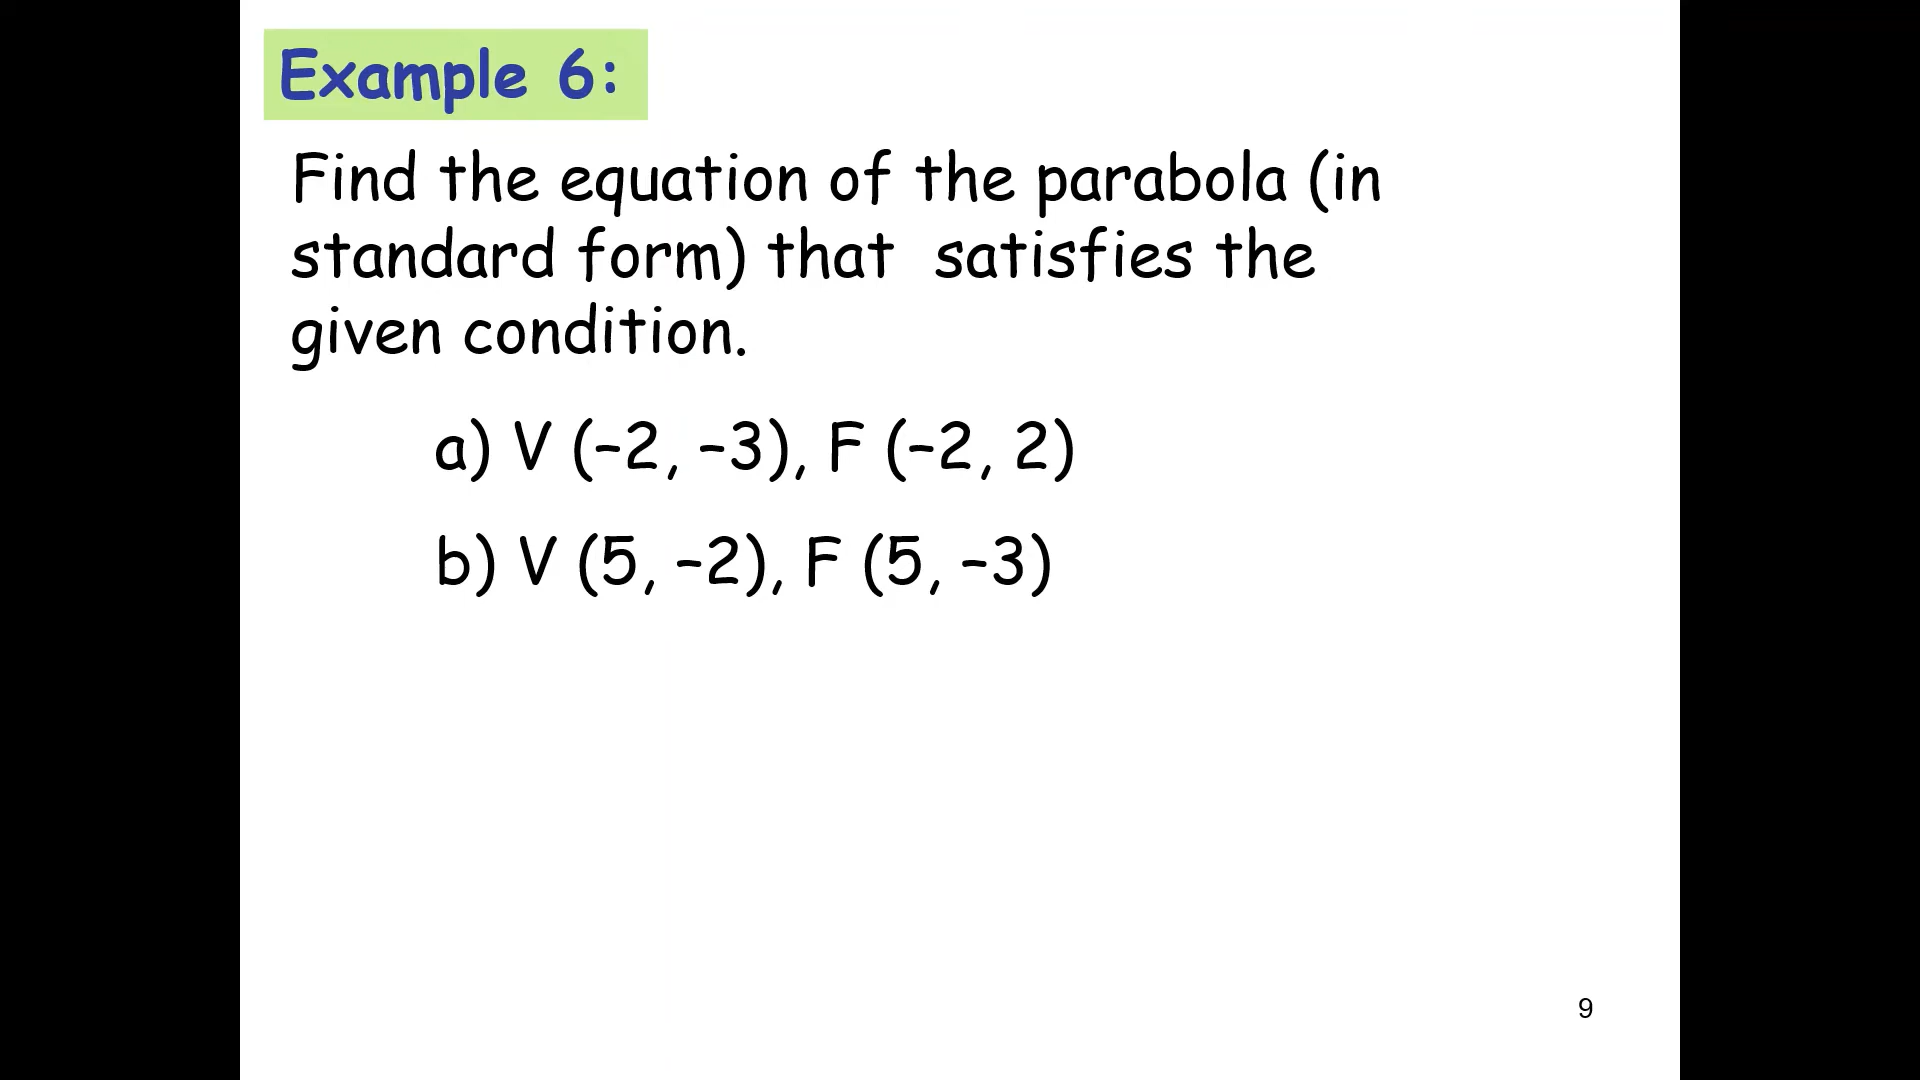 Example 6:
Find the equation of the parabola (in
standard form) that satisfies the
given condition.
a) V (–2, –3), F (–2, 2)
b) V (5, –2), F (5, –3)
9